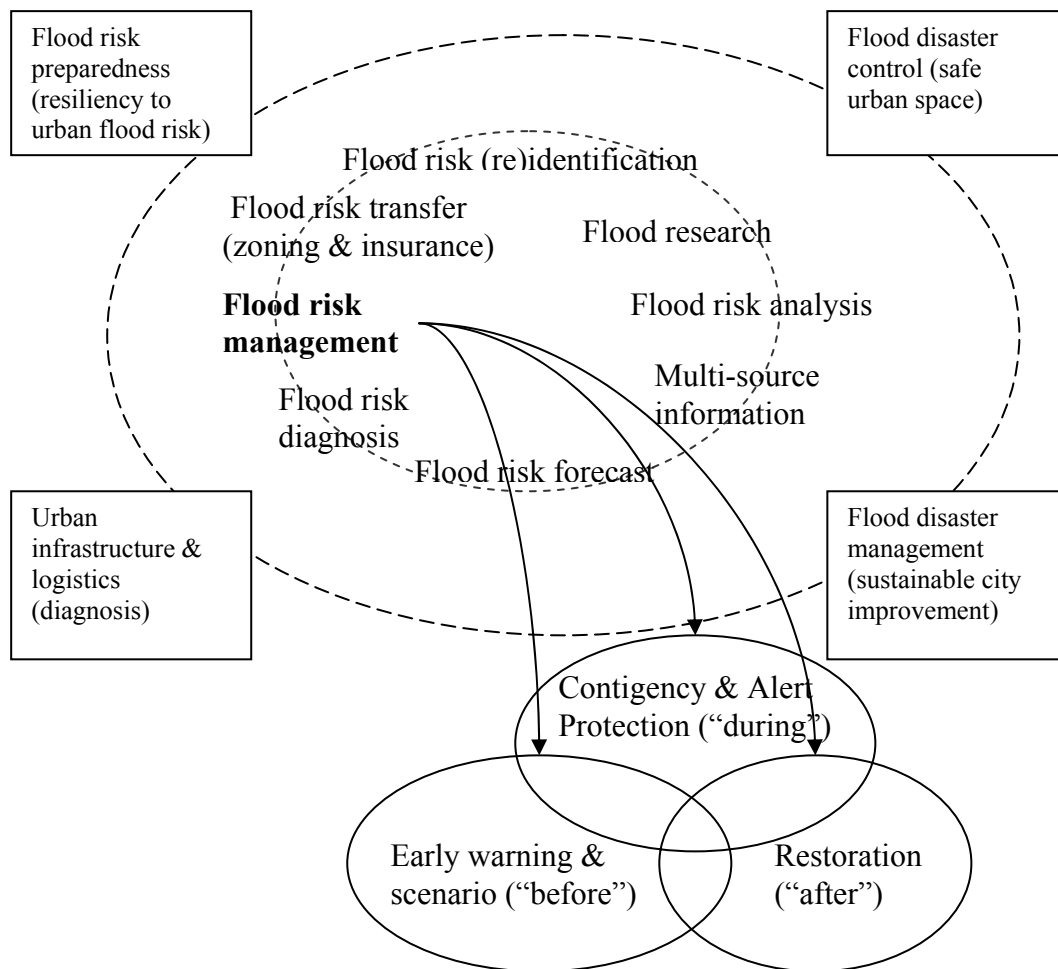 Flood risk
preparedness
(resiliency to
urban flood risk)
Flood disaster
control (safe
urban space)
Flood risk (re)identification
Flood risk transfer
(zoning & insurance)
Flood research
Flood risk
management
Flood risk analysis
Multi-source
information
Flood risk
diagnosis
Flood risk forecast
Urban
infrastructure &
logistics
(diagnosis)
Flood disaster
management
(sustainable city
improvement)
Contigency & Alert
Protection (“during”)
Early warning &
scenario (“before”)
Restoration
(“after”)